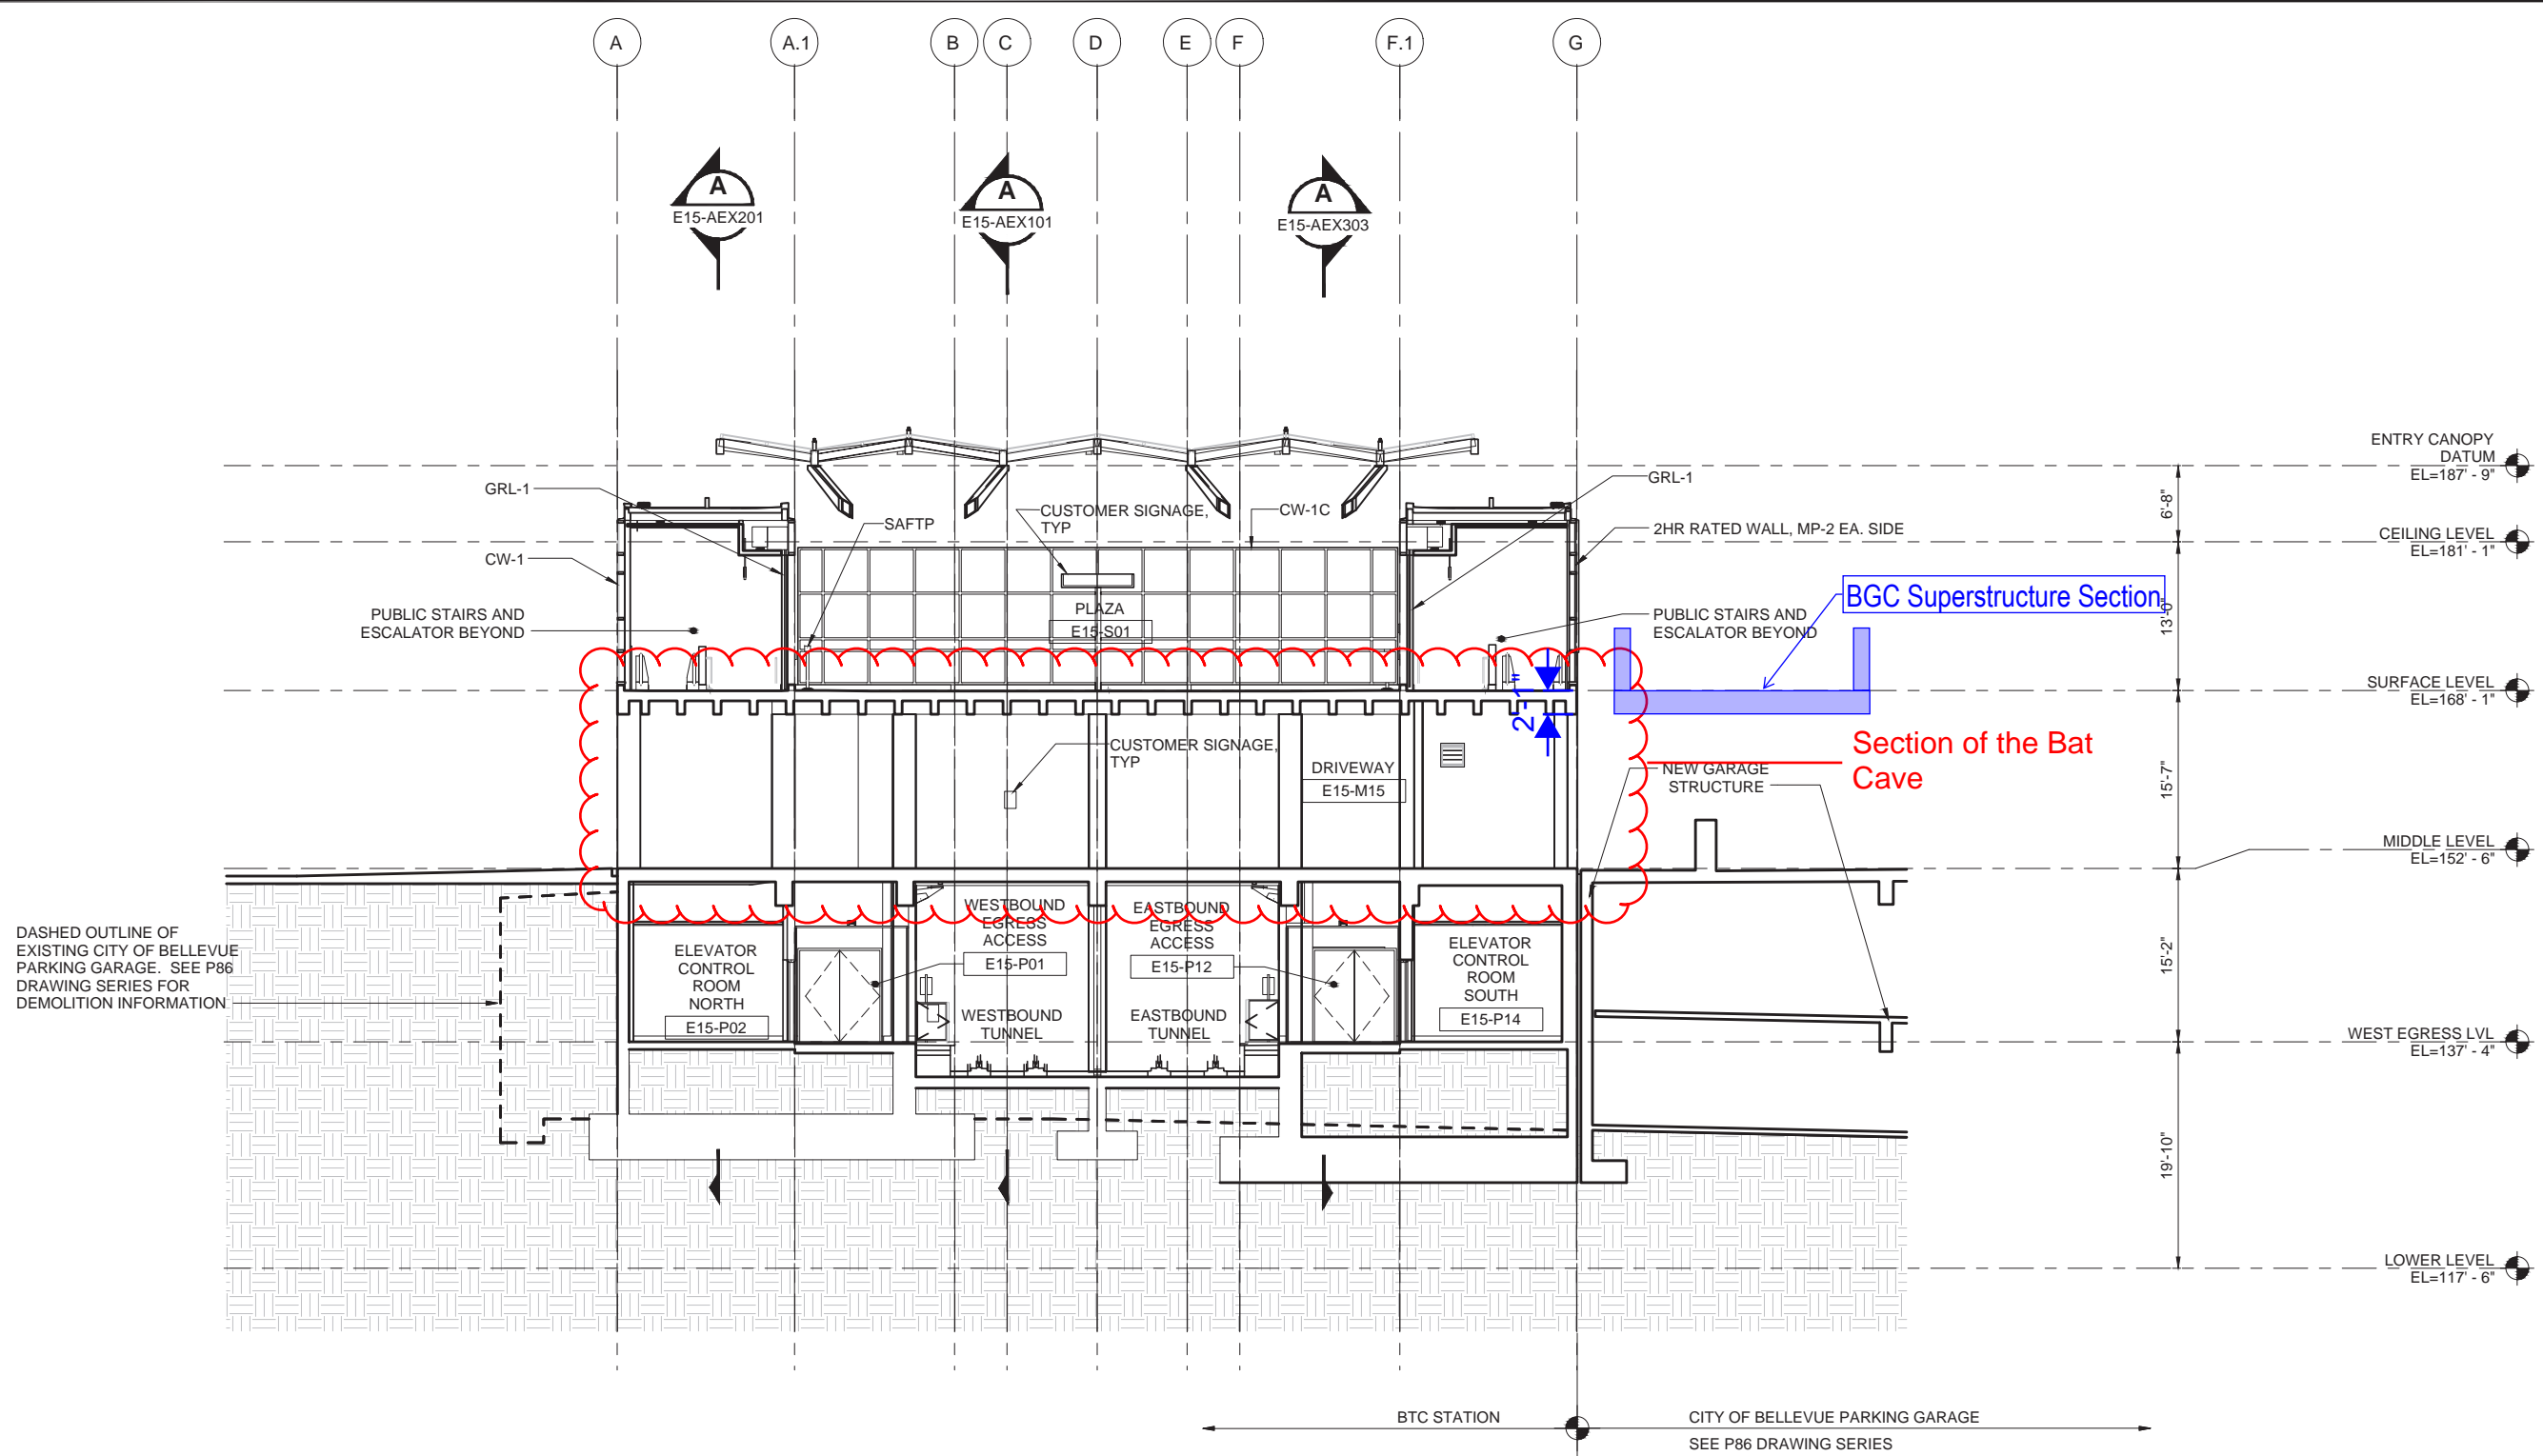 A
A.1
B
C
D
E
F
F.1
G
A
E15-AEX201
A
E15-AEX101
A
E15-AEX303
ENTRY CANOPY
DATUM
EL=187' - 9"
6'-8"
GRL-1
SAFTP
CUSTOMER SIGNAGE,
TYP
CW-1C
GRL-1
2HR RATED WALL, MP-2 EA. SIDE
CEILING LEVEL
EL=181' - 1"
CW-1
BGC Superstructure Section
13'-0"
PUBLIC STAIRS AND
ESCALATOR BEYOND
PLAZA
E15-S01
PUBLIC STAIRS AND
ESCALATOR BEYOND
SURFACE LEVEL
EL=168' - 1"
2'-1"
CUSTOMER SIGNAGE,
TYP
DRIVEWAY
E15-M15
Section of the Bat
Cave
NEW GARAGE
STRUCTURE
15'-7"
MIDDLE LEVEL
EL=152' - 6"
DASHED OUTLINE OF
EXISTING CITY OF BELLEVUE
PARKING GARAGE. SEE P86
DRAWING SERIES FOR
DEMOLITION INFORMATION
ELEVATOR
CONTROL
ROOM
NORTH
E15-P02
WESTBOUND
EGRESS
ACCESS
E15-P01
WESTBOUND
TUNNEL
EASTBOUND
EGRESS
ACCESS
E15-P12
EASTBOUND
TUNNEL
ELEVATOR
CONTROL
ROOM
SOUTH
E15-P14
15'-2"
WEST EGRESS LVL
EL=137' - 4"
19'-10"
LOWER LEVEL
EL=117' - 6"
BTC STATION
CITY OF BELLEVUE PARKING GARAGE
SEE P86 DRAWING SERIES